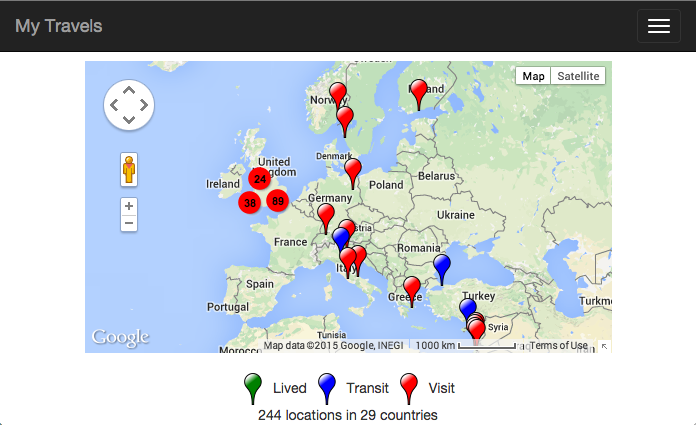 My Travels
Map Satellite
Sweden
Norway
Finland
Denmark
United Kingdom
24
Ireland
38
89
Belarus
Poland
Germany
Ukraine
Austria
France
Romania
Italy
Spain
Portugal
Greece
Turkey
Turkm
Syria
Tunisia
Morocco
Google
Map data ©2015 Google, INEGI
1000 km
Terms of Use
Lived Transit Visit
244 locations in 29 countries